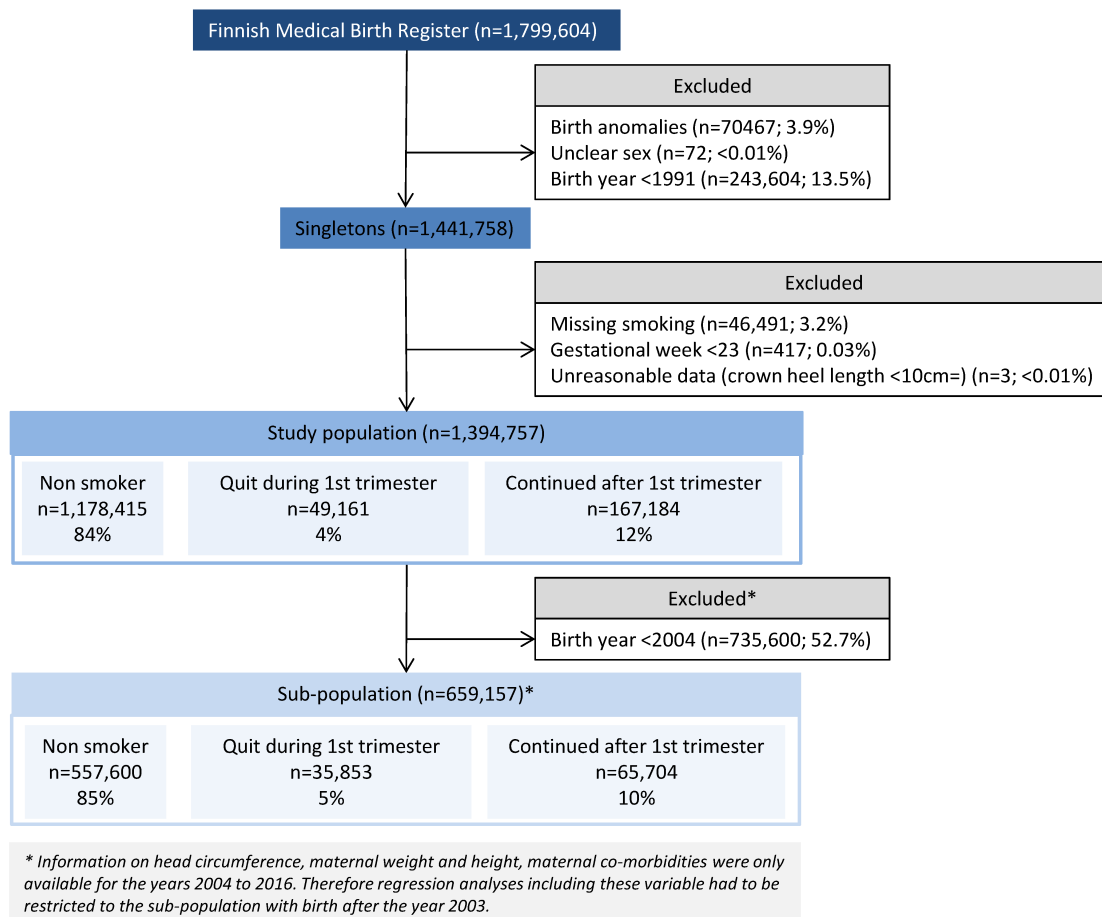 Finnish Medical Birth Register (n=1,799,604)
Excluded
Birth anomalies (n=70467; 3.9%)
Unclear sex (n=72; <0.01%)
Birth year <1991 (n=243,604; 13.5%)
Singletons (n=1,441,758)
Excluded
Missing smoking (n=46,491; 3.2%)
Gestational week <23 (n=417; 0.03%)
Unreasonable data (crown heel length <10cm=) (n=3; <0.01%)
Study population (n=1,394,757)
Non smoker
n=1,178,415
84%
Quit during 1st trimester
n=49,161
4%
Continued after 1st trimester
n=167,184
12%
Excluded*
Birth year <2004 (n=735,600; 52.7%)
Sub-population (n=659,157)*
Non smoker
n=557,600
85%
Quit during 1st trimester
n=35,853
5%
Continued after 1st trimester
n=65,704
10%
* Information on head circumference, maternal weight and height, maternal co-morbidities were only
available for the years 2004 to 2016. Therefore regression analyses including these variable had to be
restricted to the sub-population with birth after the year 2003.